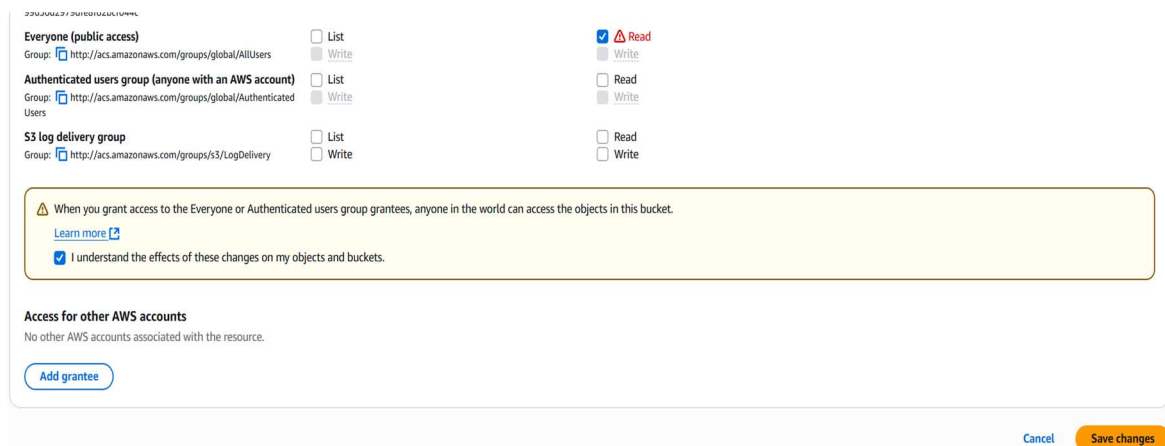 Everyone (public access)
List
Read
Group: http://acs.amazonaws.com/groups/global/AllUsers
Write
Write
Authenticated users group (anyone with an AWS account)
List
Read
Group: http://acs.amazonaws.com/groups/global/Authenticated
Users
Write
Write
S3 log delivery group
List
Read
Group: http://acs.amazonaws.com/groups/s3/LogDelivery
Write
Write
When you grant access to the Everyone or Authenticated users group grantees, anyone in the world can access the objects in this bucket.
Learn more
I understand the effects of these changes on my objects and buckets.
Access for other AWS accounts
No other AWS accounts associated with the resource.
Add grantee
Cancel
Save changes